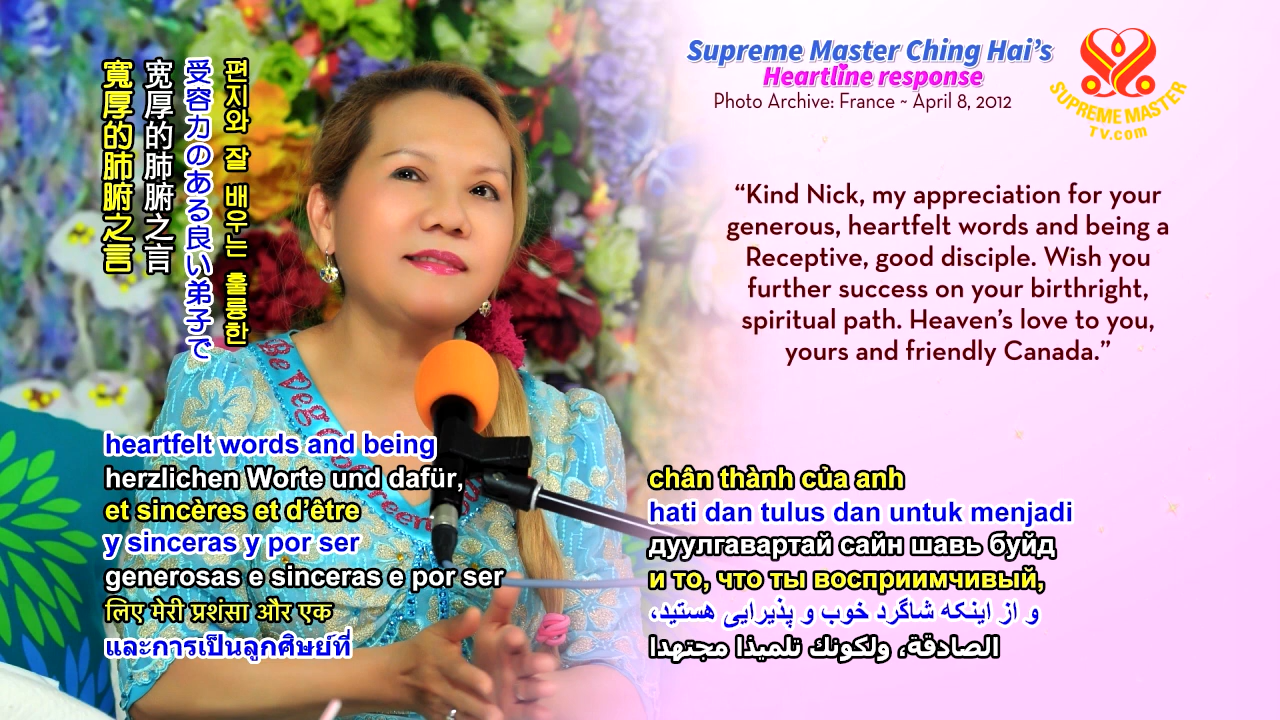 Supreme Master Ching Hai's
Heartline response
Photo Archive: France ~ April 8, 2012
SUPREME MASTER
TV.com
“Kind Nick, my appreciation for your
generous, heartfelt words and being a
Receptive, good disciple. Wish you
further success on your birthright,
spiritual path. Heaven’s love to you,
yours and friendly Canada.”
편지와 잘 배우는 훌륭한
受容力のある良い弟子で
宽厚的肺腑之言
寬厚的肺腑之言
Be Veg
Green
heartfelt words and being
herzlichen Worte und dafür,
et sincères et d’être
y sinceras y por ser
generosas e sinceras e por ser
लिए मेरी प्रशंसा और एक
และการเป็นลูกศิษย์ที่
chân thành của anh
hati dan tulus dan untuk menjadi
дуулгавартай сайн шавь буйд
и то, что ты восприимчивый,
و از اینکه شاگرد خوب و پذیرایی هستید،
الصادقة، ولكونك تلميذا مجتهدا